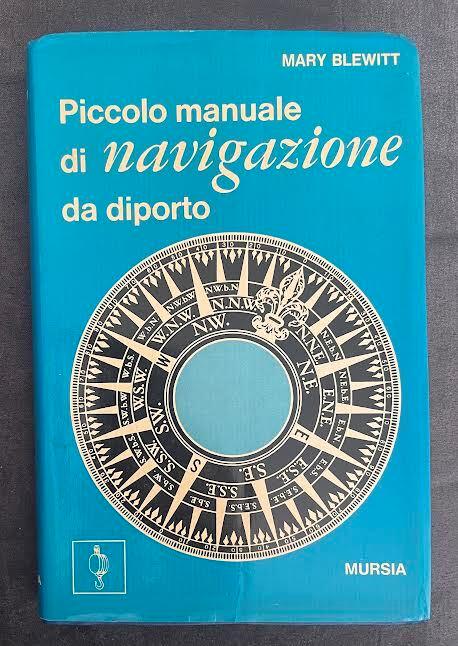 MARY BLEWITT
Piccolo manuale
di navigazione
da diporto
N.W.
N.N.W.
N.N.E.
N.E.
E.N.E.
E
E.S.E.
S.E.
S.S.E.
S
S.S.W.
S.W.
W.S.W.
W
W.N.W.
N.W.b.W
N.W.b.N
N.b.W
N.b.E
N.E.b.N
N.E.b.E
E.b.N
E.b.S
S.E.b.E
S.E.b.S
S.b.E
S.b.W
S.W.b.S
S.W.b.W
W.b.S
W.b.N
MURSIA